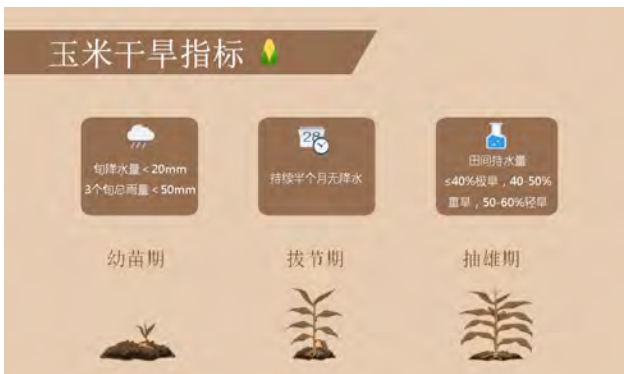 玉米干旱指标
旬降水量<20mm
3个旬总雨量<50mm
28
持续半个月无降水
田间持水量
≤40%极旱，40-50%
重旱，50-60%轻旱
幼苗期
拔节期
抽雄期